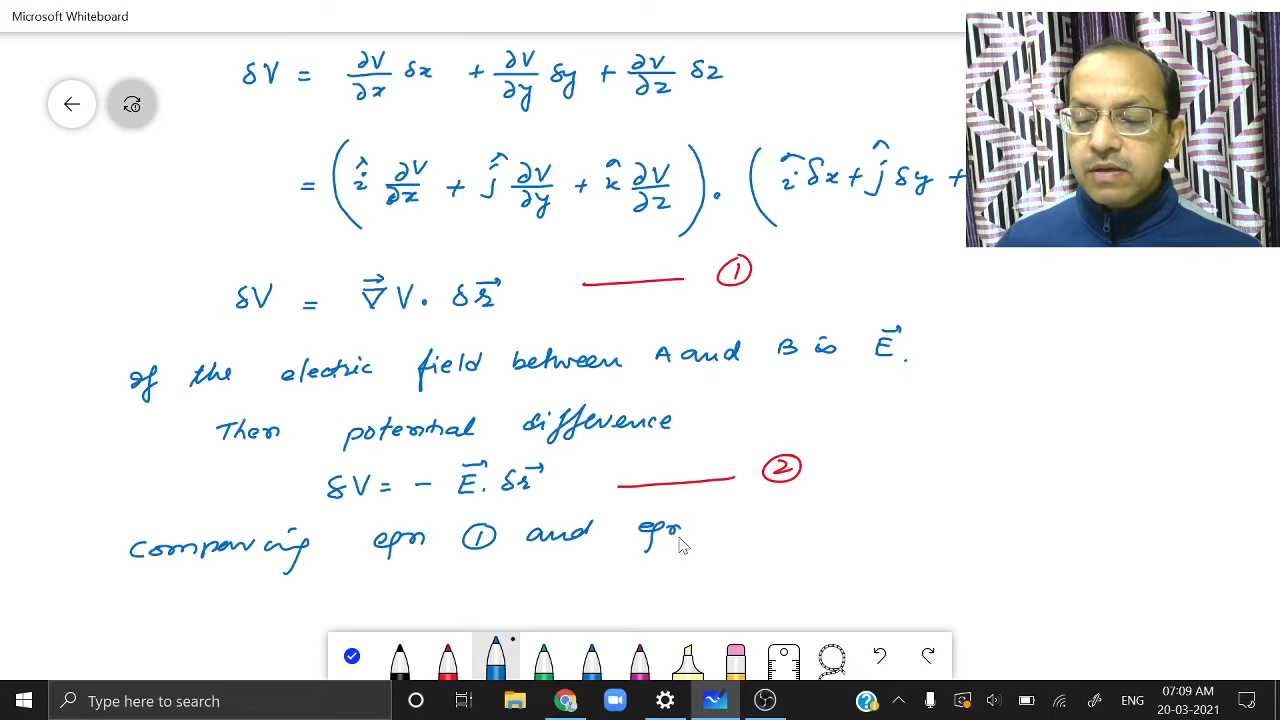 Microsoft Whiteboard
δV = ∂V/∂x δx + ∂V/∂y δy + ∂V/∂z δz
= (î ∂V/∂x + ĵ ∂V/∂y + k̂ ∂V/∂z) . (î δx + ĵ δy +
δV = ∇⃗V . δr⃗ ——— ①
If the electric field between A and B is E⃗.
Then potential difference
δV = - E⃗ . δr⃗ ——— ②
Comparing eqn ① and eqn
Type here to search
ENG
07:09 AM
20-03-2021